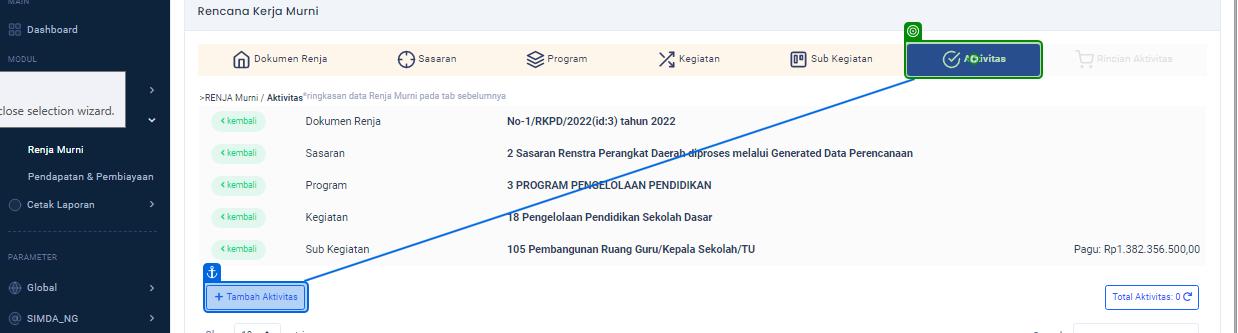 MAIN
Rencana Kerja Murni
Dashboard
MODUL
close selection wizard.
Renja Murni
Pendapatan & Pembiayaan
Cetak Laporan
PARAMETER
Global
SIMDA_NG
Dokumen Renja
Sasaran
Program
Kegiatan
Sub Kegiatan
Aktivitas
Rincian Aktivitas
>RENJA Murni / Aktivitas*ringkasan data Renja Murni pada tab sebelumnya
< kembali Dokumen Renja No-1/RKPD/2022(id:3) tahun 2022
< kembali Sasaran 2 Sasaran Renstra Perangkat Daerah diproses melalui Generated Data Perencanaan
< kembali Program 3 PROGRAM PENGELOLAAN PENDIDIKAN
< kembali Kegiatan 18 Pengelolaan Pendidikan Sekolah Dasar
< kembali Sub Kegiatan 105 Pembangunan Ruang Guru/Kepala Sekolah/TU Pagu: Rp1.382.356.500,00
+ Tambah Aktivitas
Total Aktivitas: 0